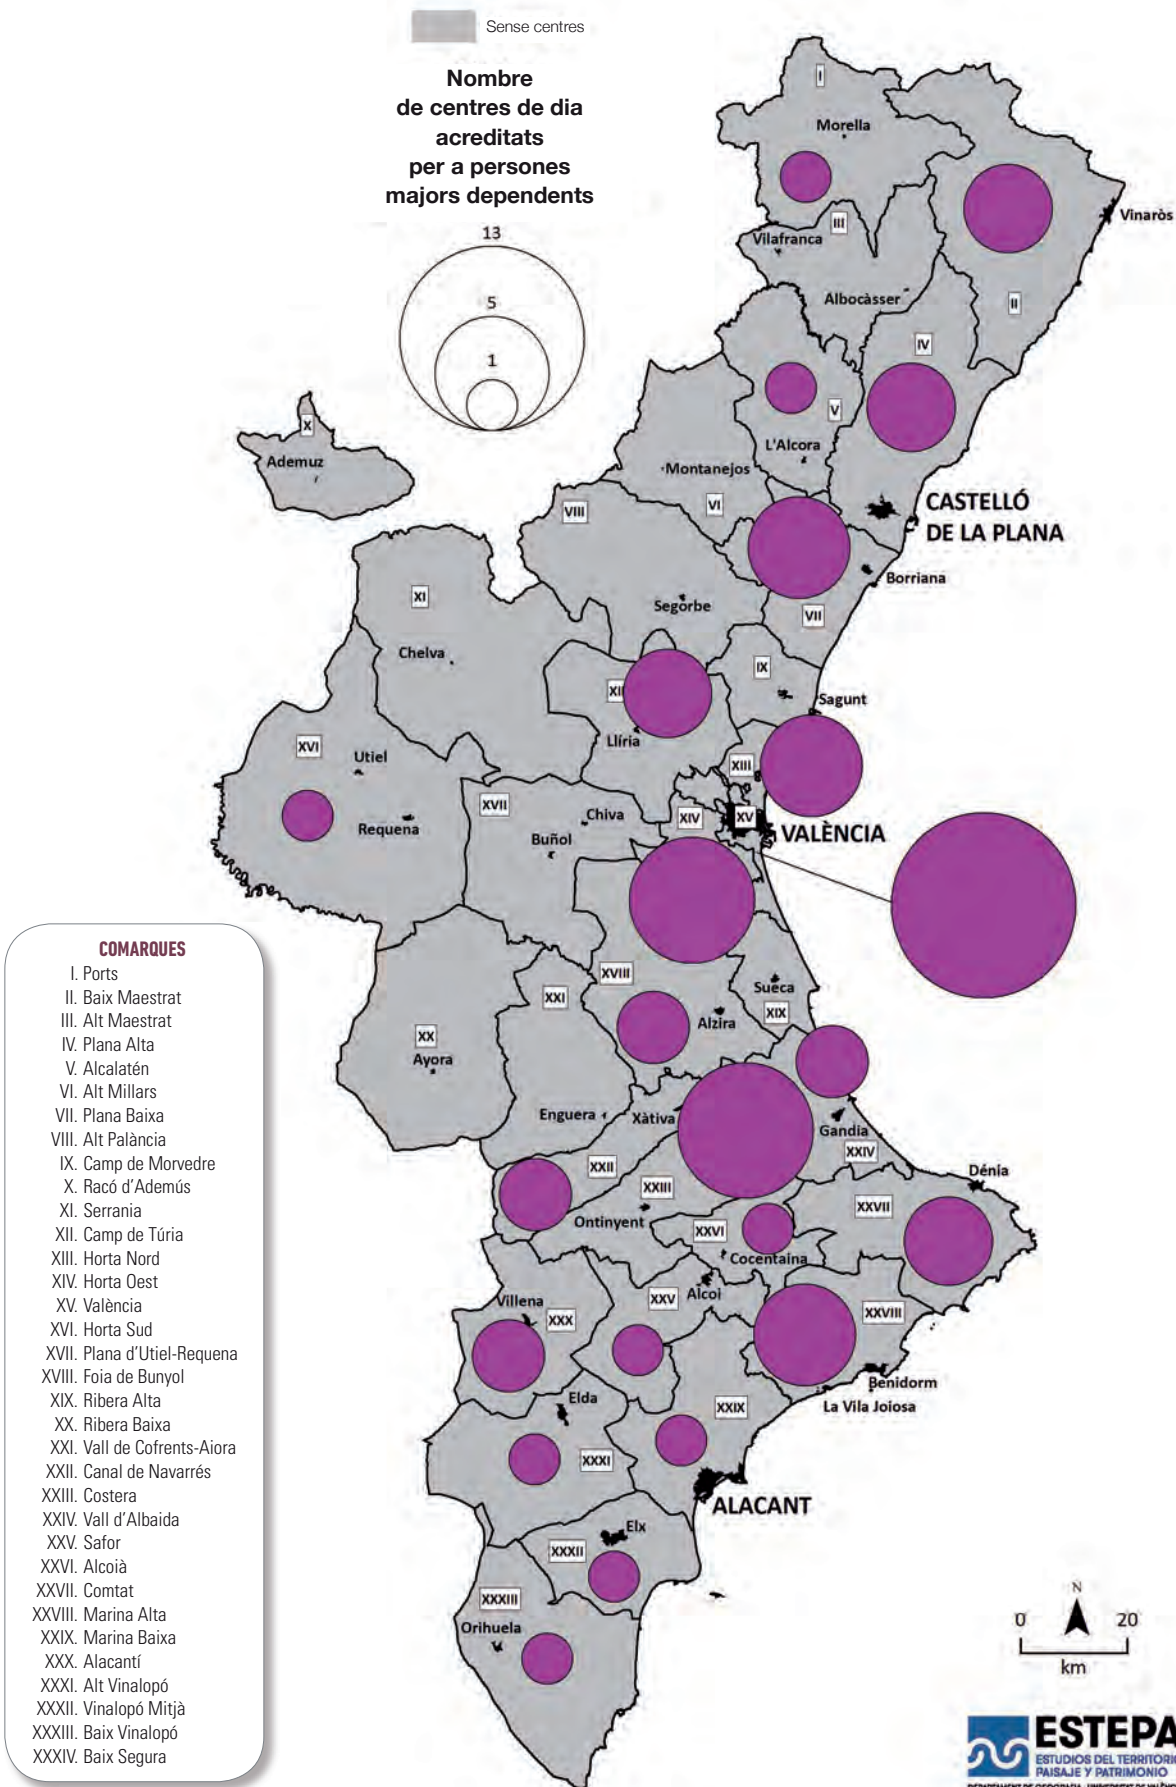 Sense centres
Nombre
de centres de dia
acreditats
per a persones
majors dependents
13
5
1
I
Morella
Vinaròs
III
Vilafranca
Albocàsser
II
IV
V
L'Alcora
X
Ademuz
Montanejos
VI
VIII
CASTELLÓ
DE LA PLANA
Borriana
XI
Segorbe
VII
Chelva
IX
XII
Sagunt
Llíria
XVI
Utiel
XIII
Requena
XVII
Chiva
Buñol
XIV
XV
VALÈNCIA
XVIII
Sueca
XXI
Alzira
XIX
XX
Ayora
Enguera
Xàtiva
Gandia
XXIV
XXII
Dénia
XXIII
XXVII
Ontinyent
XXVI
Cocentaina
Villena
XXV
Alcoi
XXX
XXVIII
Benidorm
La Vila Joiosa
Elda
XXIX
XXXI
ALACANT
Elx
XXXII
XXXIII
Orihuela
COMARQUES
I. Ports
II. Baix Maestrat
III. Alt Maestrat
IV. Plana Alta
V. Alcalatén
VI. Alt Millars
VII. Plana Baixa
VIII. Alt Palància
IX. Camp de Morvedre
X. Racó d'Ademús
XI. Serrania
XII. Camp de Túria
XIII. Horta Nord
XIV. Horta Oest
XV. València
XVI. Horta Sud
XVII. Plana d'Utiel-Requena
XVIII. Foia de Bunyol
XIX. Ribera Alta
XX. Ribera Baixa
XXI. Vall de Cofrents-Aiora
XXII. Canal de Navarrés
XXIII. Costera
XXIV. Vall d'Albaida
XXV. Safor
XXVI. Alcoià
XXVII. Comtat
XXVIII. Marina Alta
XXIX. Marina Baixa
XXX. Alacantí
XXXI. Alt Vinalopó
XXXII. Vinalopó Mitjà
XXXIII. Baix Vinalopó
XXXIV. Baix Segura
N
0 20
km
ESTEPA
ESTUDIOS DEL TERRITORIO
PAISAJE Y PATRIMONIO